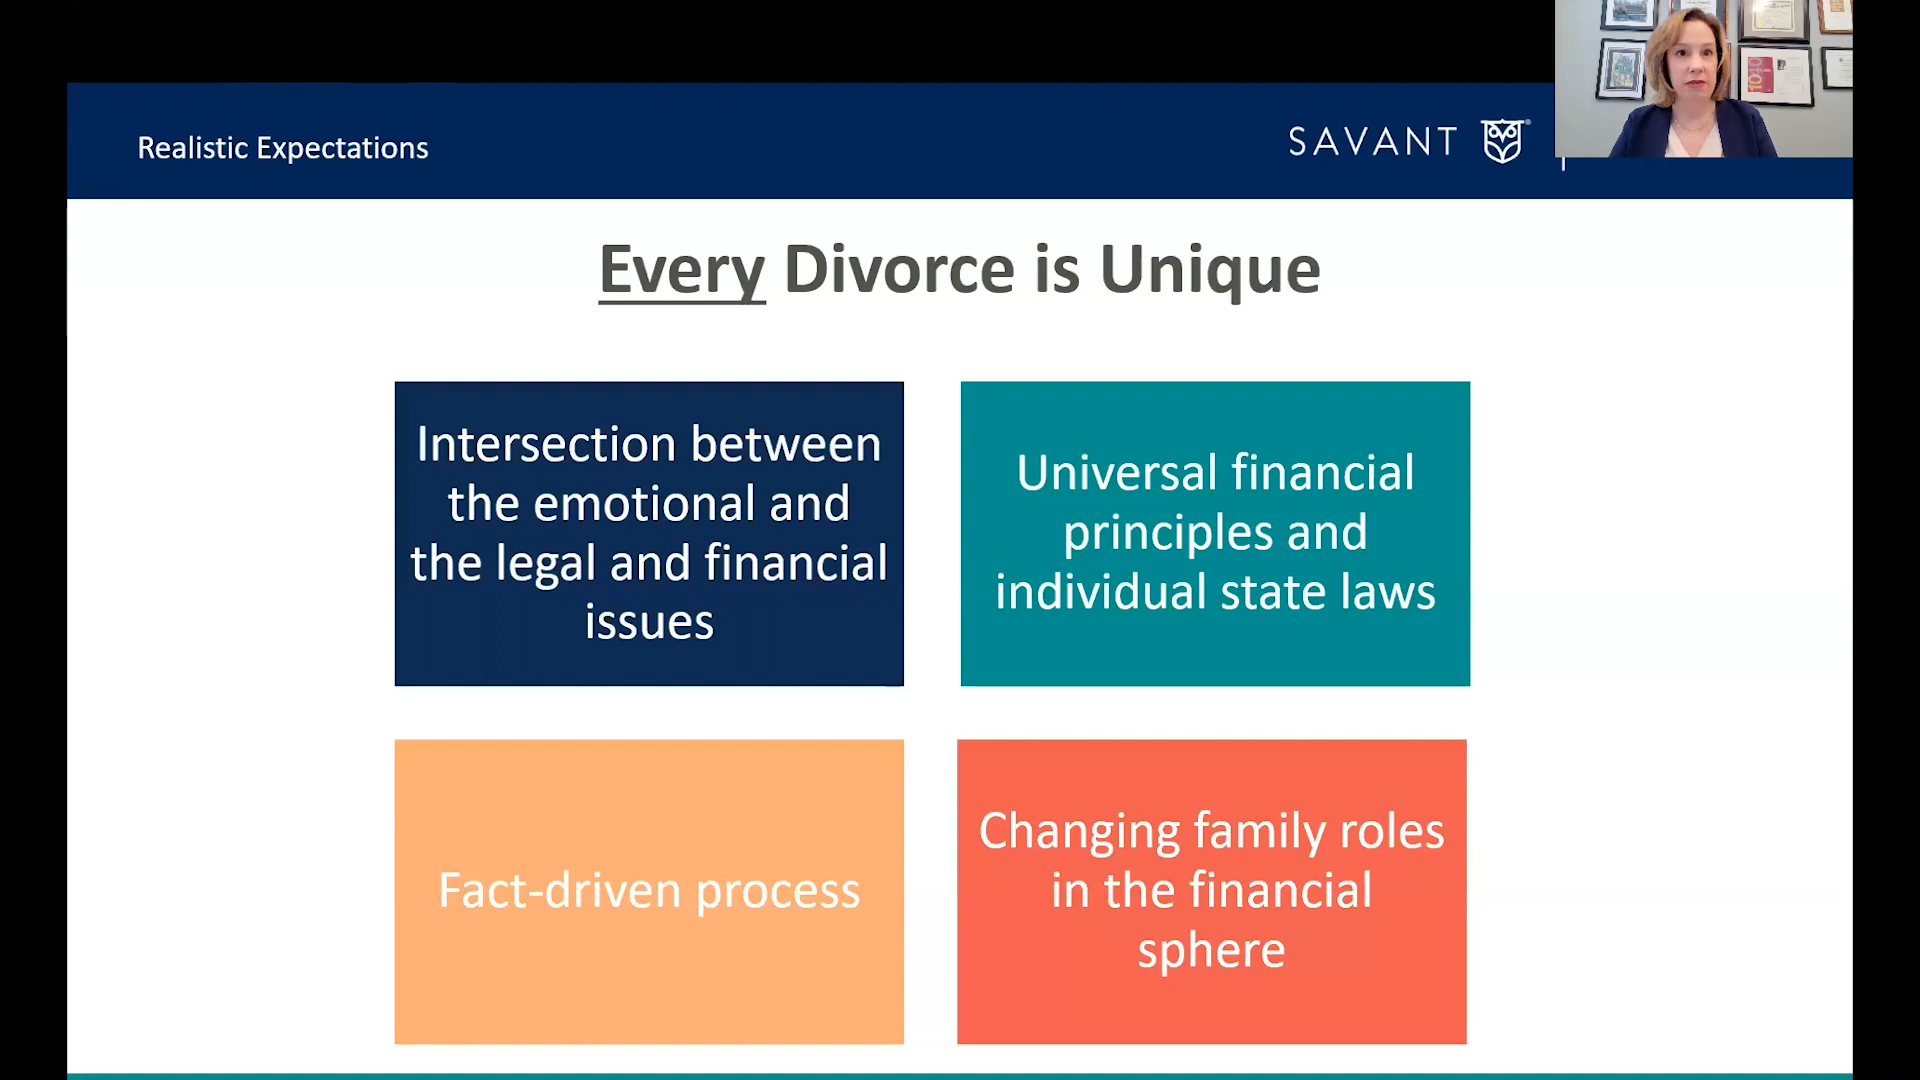 Realistic Expectations
SAVANT
Every Divorce is Unique
Intersection between
the emotional and
the legal and financial
issues
Universal financial
principles and
individual state laws
Fact-driven process
Changing family roles
in the financial
sphere